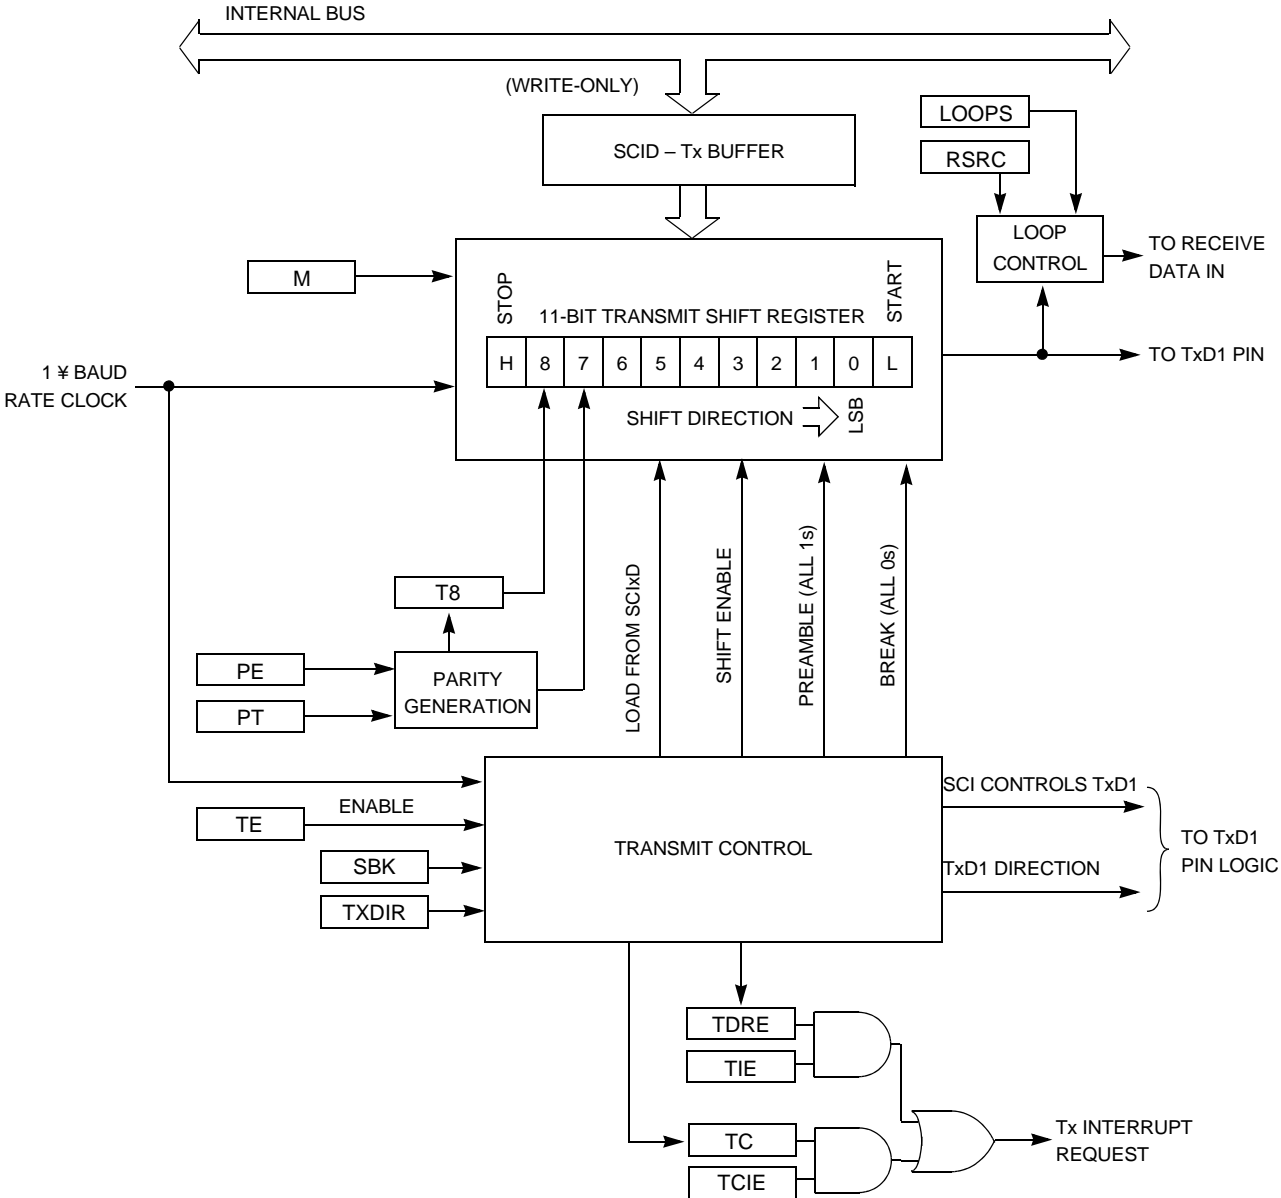 INTERNAL BUS
(WRITE-ONLY)
LOOPS
SCID – Tx BUFFER
RSRC
LOOP
CONTROL
TO RECEIVE
DATA IN
M
STOP
START
11-BIT TRANSMIT SHIFT REGISTER
H 8 7 6 5 4 3 2 1 0 L
TO TxD1 PIN
1 ¥ BAUD
RATE CLOCK
SHIFT DIRECTION
LSB
T8
LOAD FROM SCIxD
SHIFT ENABLE
PREAMBLE (ALL 1s)
BREAK (ALL 0s)
PE
PT
PARITY
GENERATION
SCI CONTROLS TxD1
ENABLE
TE
TRANSMIT CONTROL
TO TxD1
PIN LOGIC
SBK
TxD1 DIRECTION
TXDIR
TDRE
TIE
TC
TCIE
Tx INTERRUPT
REQUEST